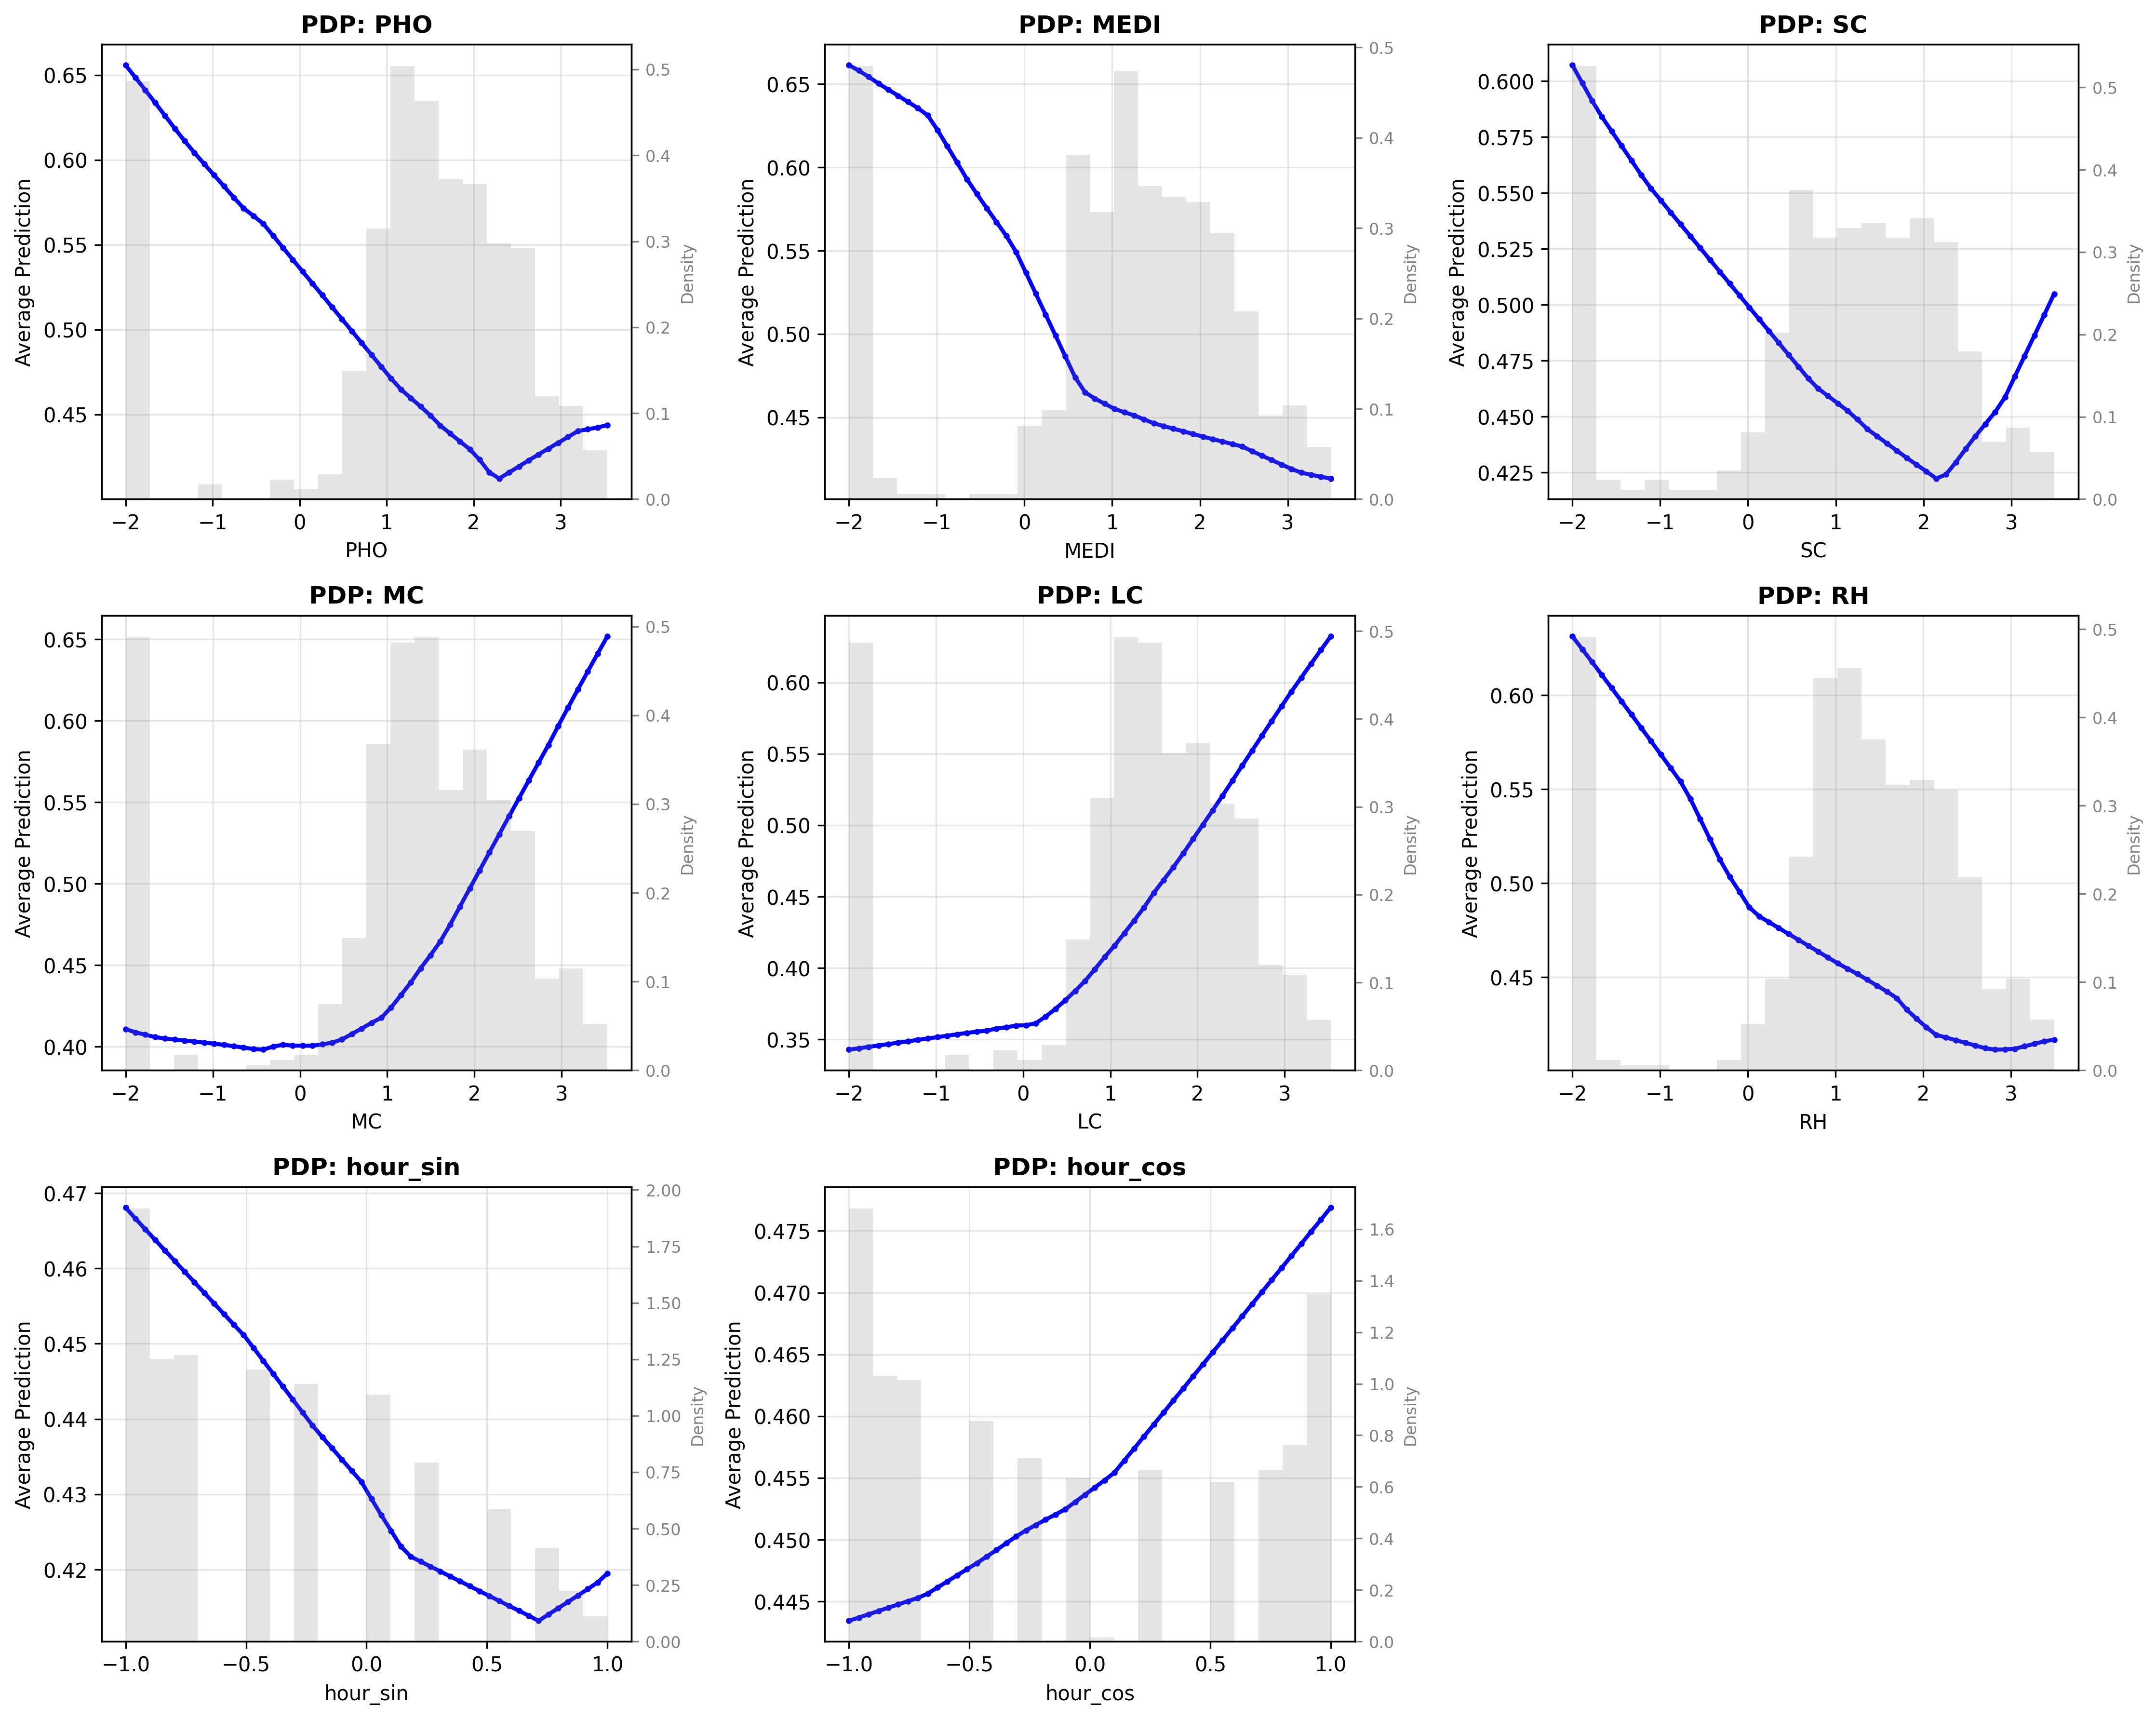 PDP: PHO
0.65
0.60
0.55
0.50
0.45
Average Prediction
−2 −1 0 1 2 3
PHO
0.5
0.4
0.3
0.2
0.1
0.0
Density
PDP: MEDI
0.65
0.60
0.55
0.50
0.45
Average Prediction
−2 −1 0 1 2 3
MEDI
0.5
0.4
0.3
0.2
0.1
0.0
Density
PDP: SC
0.600
0.575
0.550
0.525
0.500
0.475
0.450
0.425
Average Prediction
−2 −1 0 1 2 3
SC
0.5
0.4
0.3
0.2
0.1
0.0
Density
PDP: MC
0.65
0.60
0.55
0.50
0.45
0.40
Average Prediction
−2 −1 0 1 2 3
MC
0.5
0.4
0.3
0.2
0.1
0.0
Density
PDP: LC
0.60
0.55
0.50
0.45
0.40
0.35
Average Prediction
−2 −1 0 1 2 3
LC
0.5
0.4
0.3
0.2
0.1
0.0
Density
PDP: RH
0.60
0.55
0.50
0.45
Average Prediction
−2 −1 0 1 2 3
RH
0.5
0.4
0.3
0.2
0.1
0.0
Density
PDP: hour_sin
0.47
0.46
0.45
0.44
0.43
0.42
Average Prediction
−1.0 −0.5 0.0 0.5 1.0
hour_sin
2.00
1.75
1.50
1.25
1.00
0.75
0.50
0.25
0.00
Density
PDP: hour_cos
0.475
0.470
0.465
0.460
0.455
0.450
0.445
Average Prediction
−1.0 −0.5 0.0 0.5 1.0
hour_cos
1.6
1.4
1.2
1.0
0.8
0.6
0.4
0.2
0.0
Density